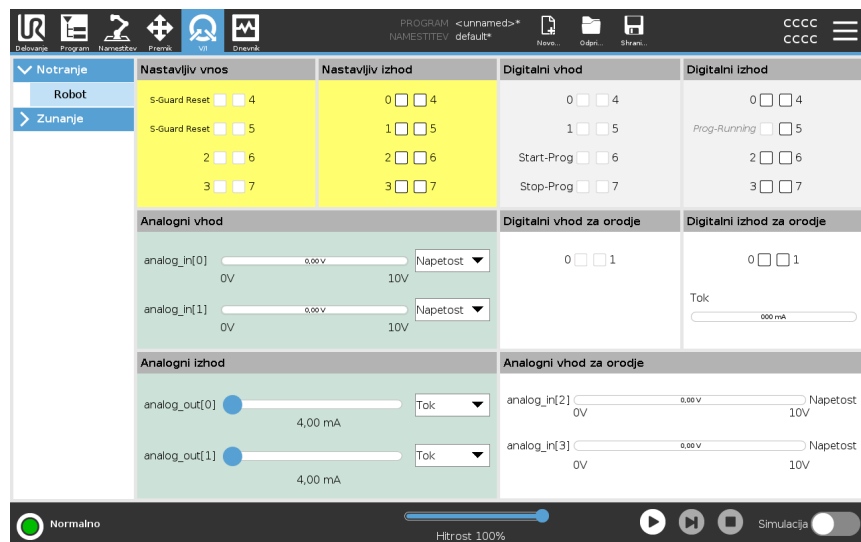 UR
PROGRAM <unnamed>*
NAMESTITEV default*
CCCC
CCCC
Delovanje Program Namestitev Premik V/I Dnevnik Novo... Odpri... Shrani...
Notranje
Robot
Zunanje
Nastavljiv vnos
S-Guard Reset 4
S-Guard Reset 5
2 6
3 7
Nastavljiv izhod
0 4
1 5
2 6
3 7
Digitalni vhod
0 4
1 5
Start-Prog 6
Stop-Prog 7
Digitalni izhod
0 4
Prog-Running 5
2 6
3 7
Analogni vhod
analog_in[0] 0,00 V Napetost
0V 10V
analog_in[1] 0,00 V Napetost
0V 10V
Digitalni vhod za orodje
0 1
Digitalni izhod za orodje
0 1
Tok
000 mA
Analogni izhod
analog_out[0] Tok
4,00 mA
analog_out[1] Tok
4,00 mA
Analogni vhod za orodje
analog_in[2] 0,00 V Napetost
0V 10V
analog_in[3] 0,00 V Napetost
0V 10V
Normalno
Hitrost 100%
Simulacija